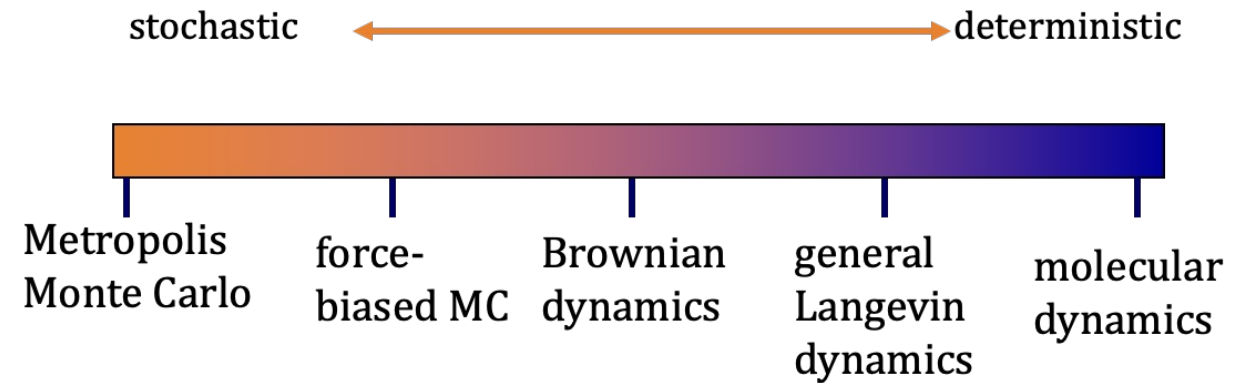 stochastic
deterministic
Metropolis
Monte Carlo
force-
biased MC
Brownian
dynamics
general
Langevin
dynamics
molecular
dynamics